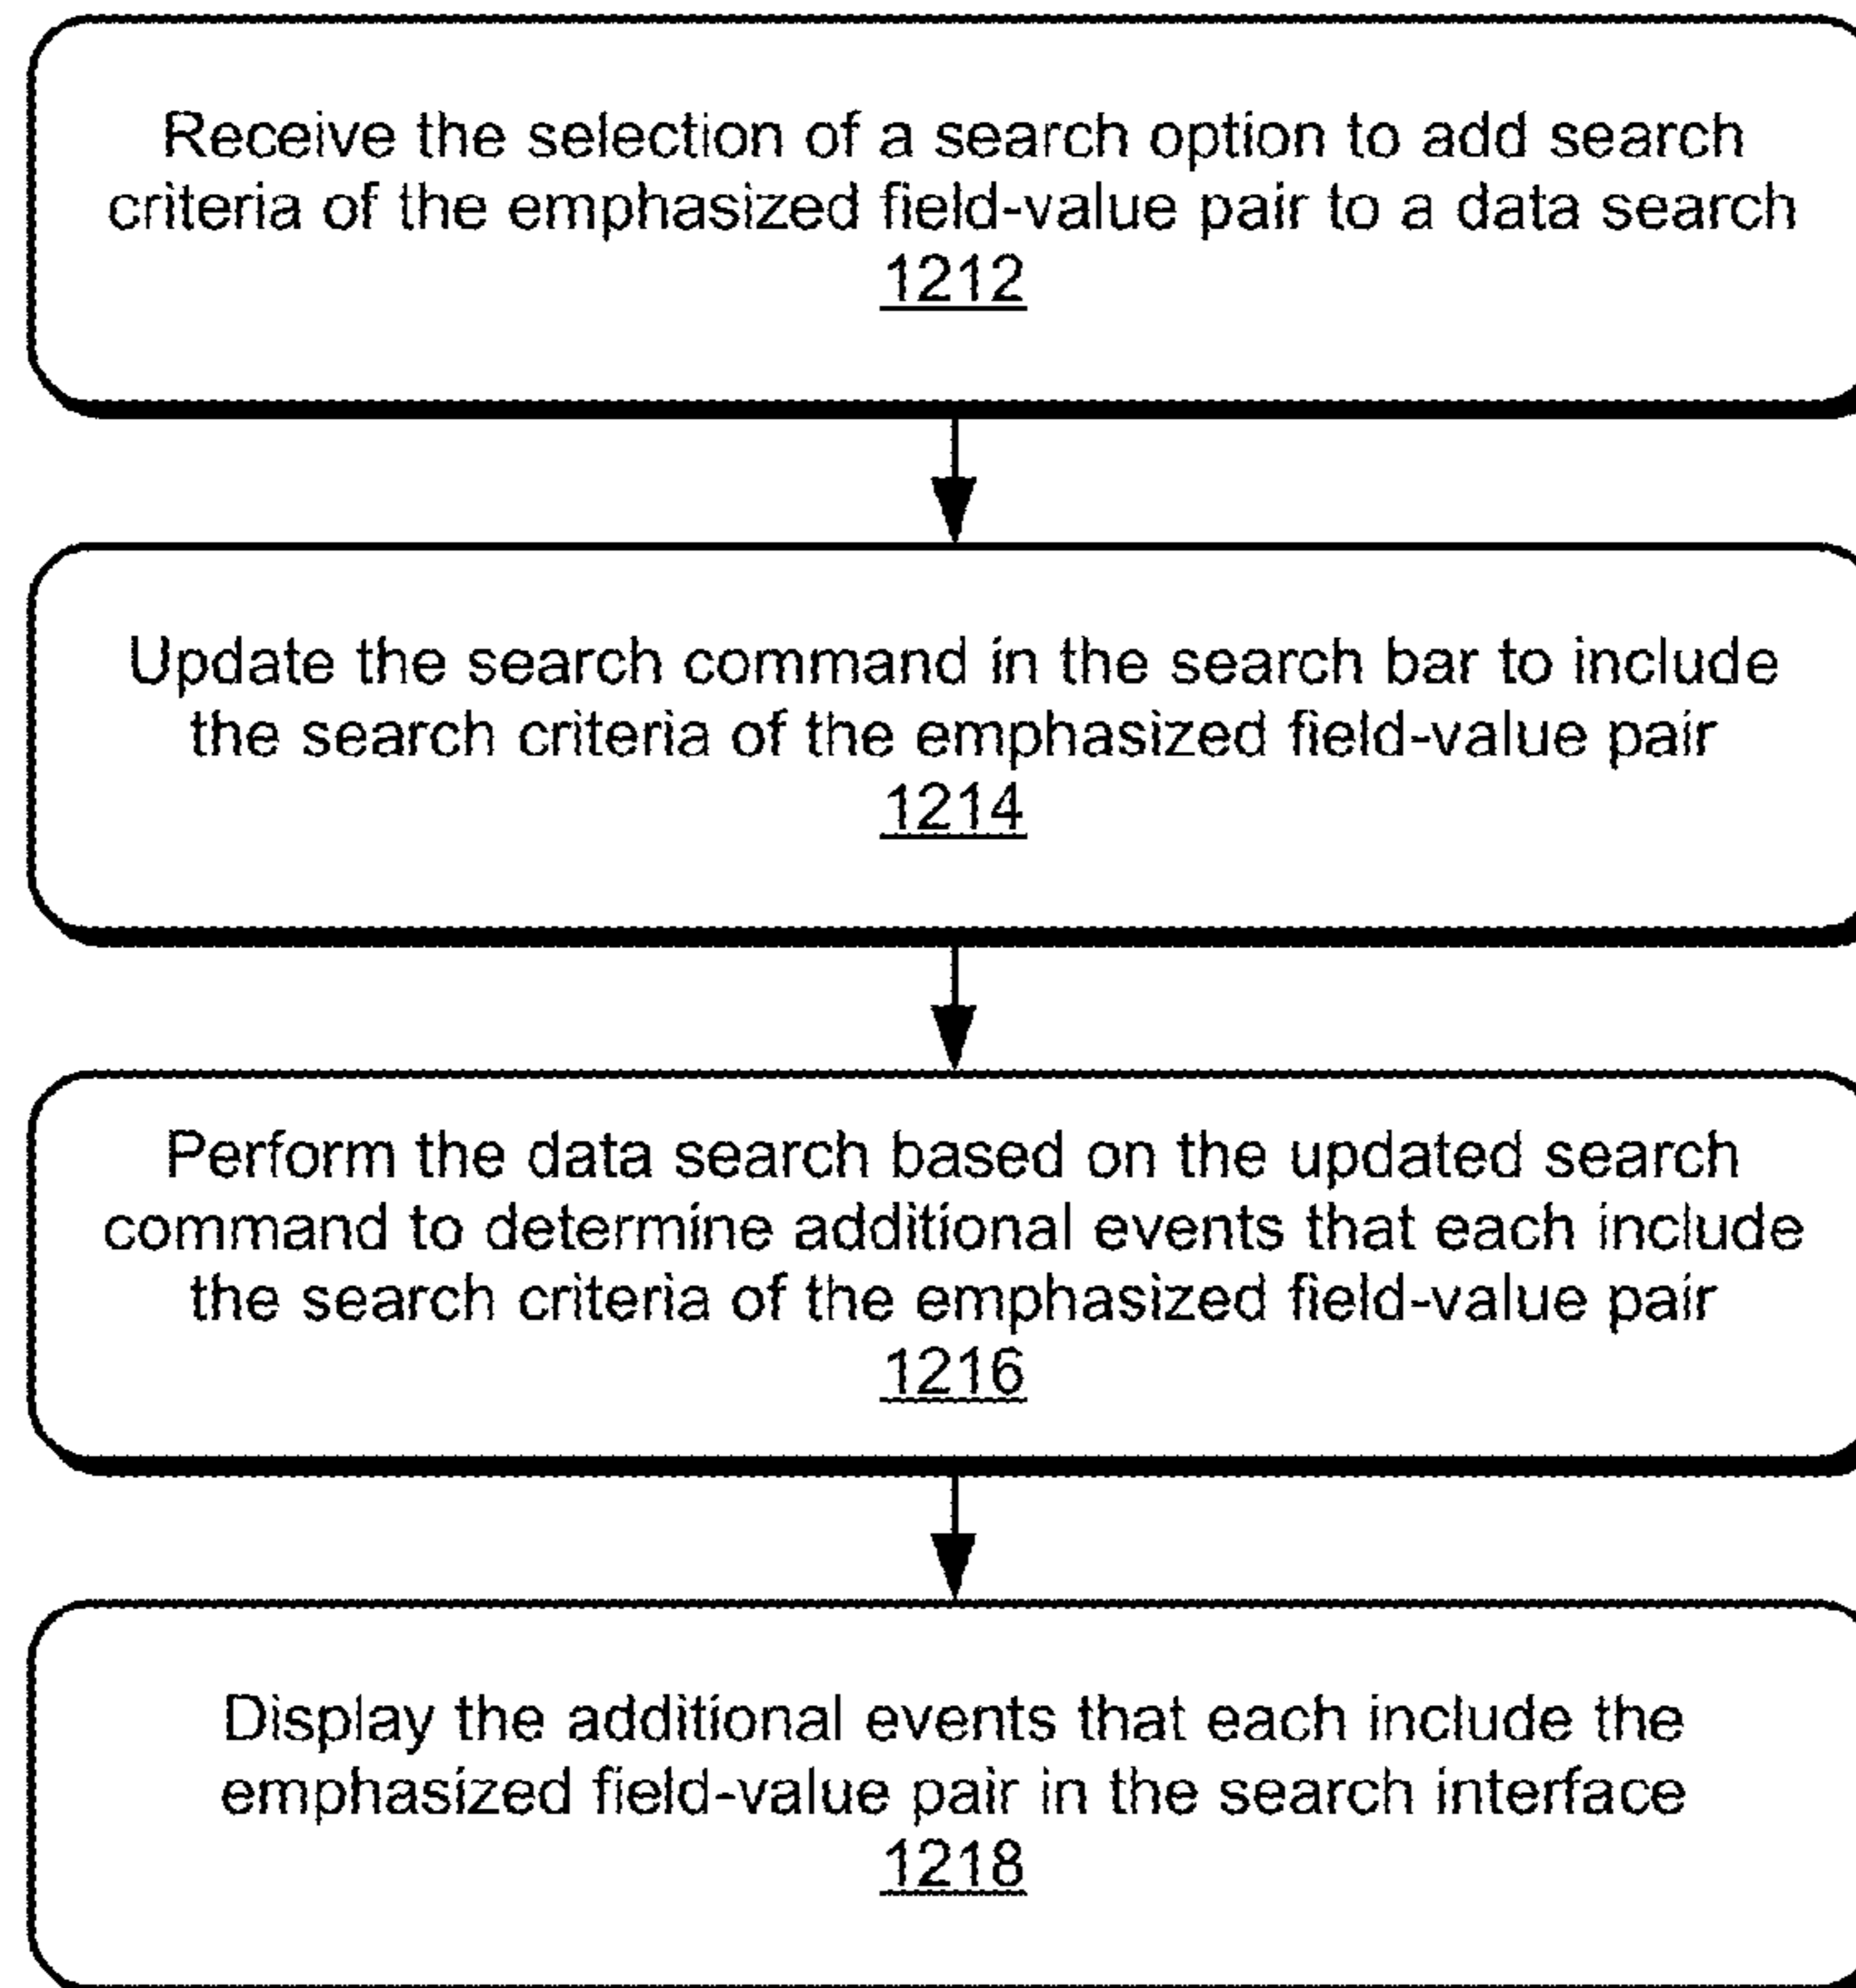 Receive the selection of a search option to add search
criteria of the emphasized field-value pair to a data search
1212
Update the search command in the search bar to include
the search criteria of the emphasized field-value pair
1214
Perform the data search based on the updated search
command to determine additional events that each include
the search criteria of the emphasized field-value pair
1216
Display the additional events that each include the
emphasized field-value pair in the search interface
1218